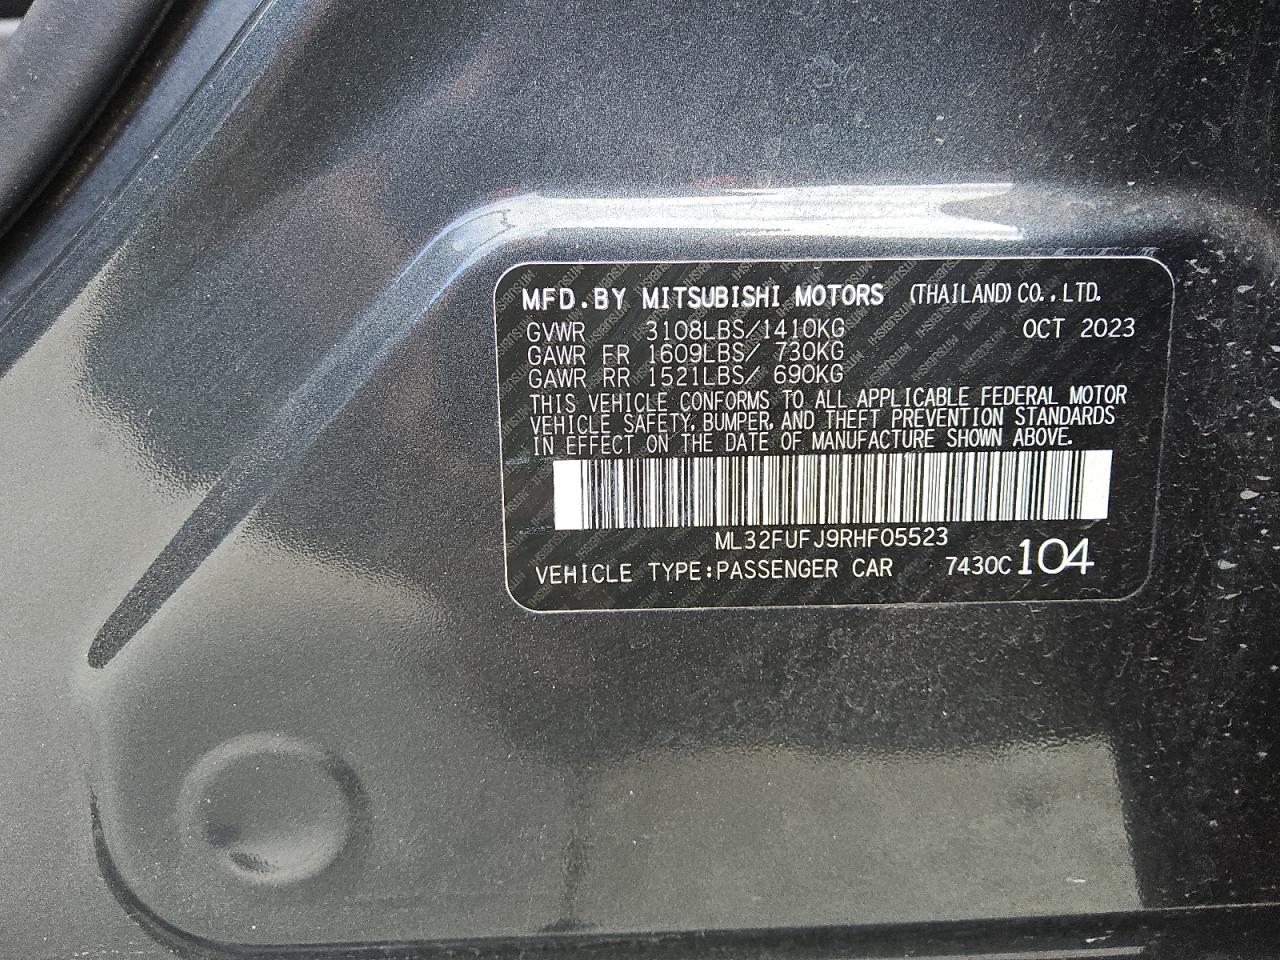 MFD.BY MITSUBISHI MOTORS (THAILAND)CO.,LTD.
GVWR 3108LBS/1410KG OCT 2023
GAWR FR 1609LBS/ 730KG
GAWR RR 1521LBS/ 690KG
THIS VEHICLE CONFORMS TO ALL APPLICABLE FEDERAL MOTOR
VEHICLE SAFETY, BUMPER, AND THEFT PREVENTION STANDARDS
IN EFFECT ON THE DATE OF MANUFACTURE SHOWN ABOVE.
ML32FUFJ9RHF05523
VEHICLE TYPE:PASSENGER CAR 7430C 104